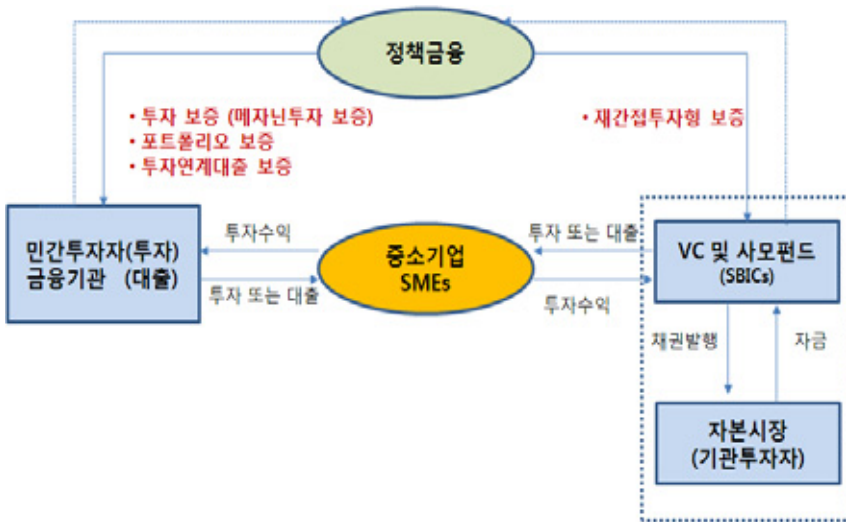 정책금융
• 투자 보증 (메자닌투자 보증)
• 포트폴리오 보증
• 투자연계대출 보증
• 재간접투자형 보증
민간투자자(투자)
금융기관 (대출)
투자수익
투자 또는 대출
중소기업
SMEs
투자 또는 대출
투자수익
VC 및 사모펀드
(SBICs)
채권발행
자금
자본시장
(기관투자자)